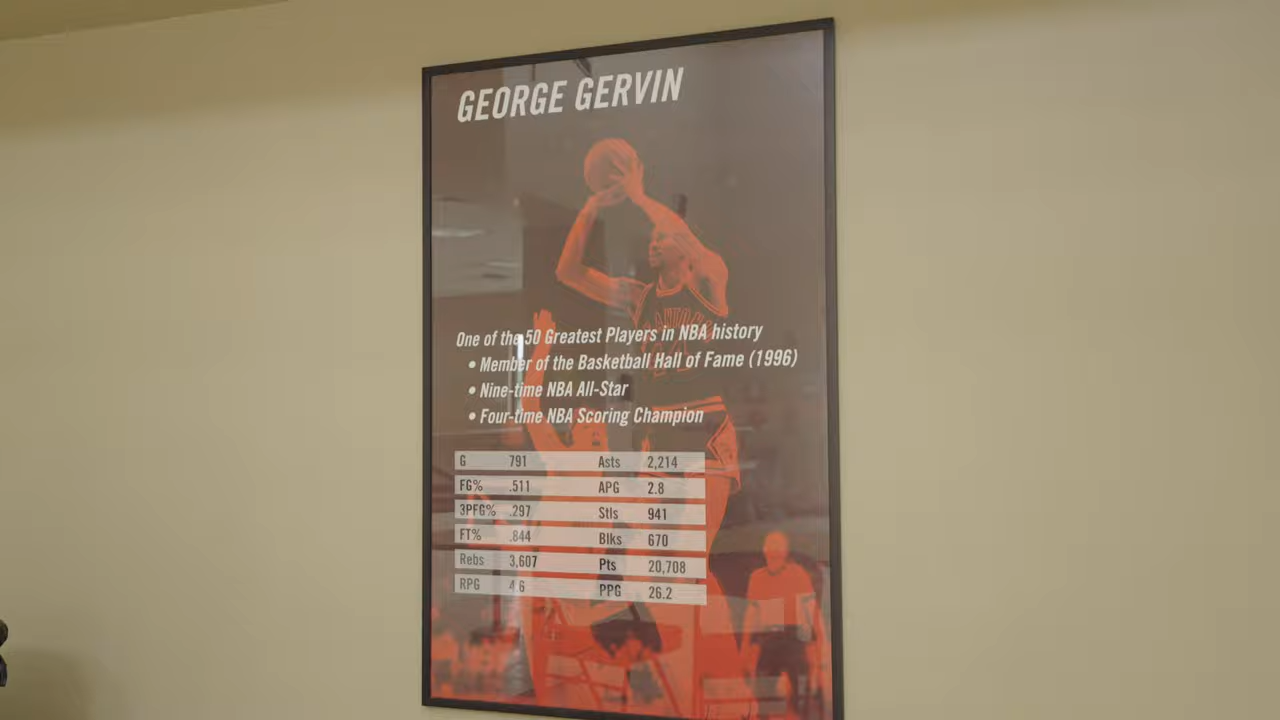 GEORGE GERVIN
One of the 50 Greatest Players in NBA history
• Member of the Basketball Hall of Fame (1996)
• Nine-time NBA All-Star
• Four-time NBA Scoring Champion
G 791 Asts 2,214
FG% .511 APG 2.8
3PFG% .297 Stls 941
FT% .844 Blks 670
Rebs 3,607 Pts 20,708
RPG 4.6 PPG 26.2